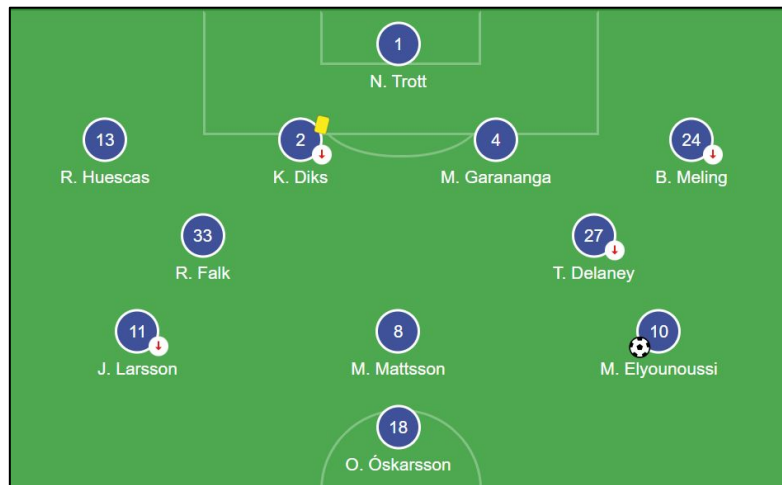 1
N. Trott
13
2
4
24
R. Huescas
K. Diks
M. Garananga
B. Meling
33
27
R. Falk
T. Delaney
11
8
10
J. Larsson
M. Mattsson
M. Elyounoussi
18
O. Óskarsson